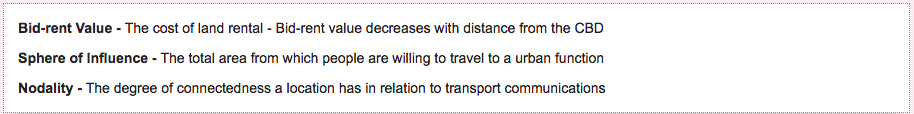 Bid-rent Value - The cost of land rental - Bid-rent value decreases with distance from the CBD
Sphere of Influence - The total area from which people are willing to travel to a urban function
Nodality - The degree of connectedness a location has in relation to transport communications